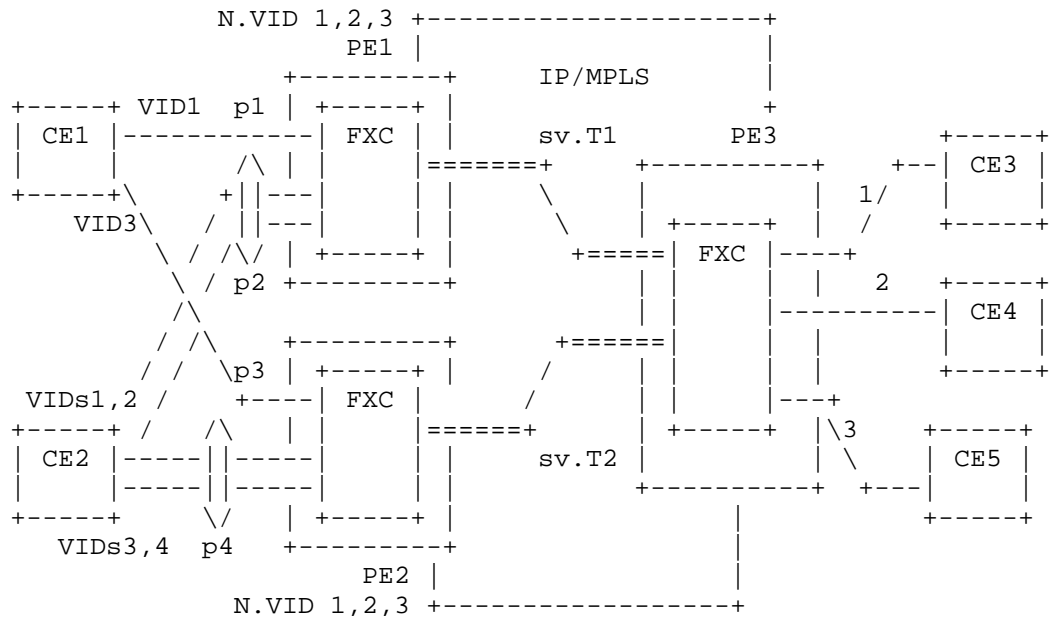 N.VID 1,2,3
PE1
IP/MPLS
VID1 p1
CE1 FXC sv.T1 PE3 CE3
1
VID3
FXC
p2 2
CE4
p3
VIDs1,2 FXC
3
CE2 sv.T2 CE5
VIDs3,4 p4
PE2
N.VID 1,2,3